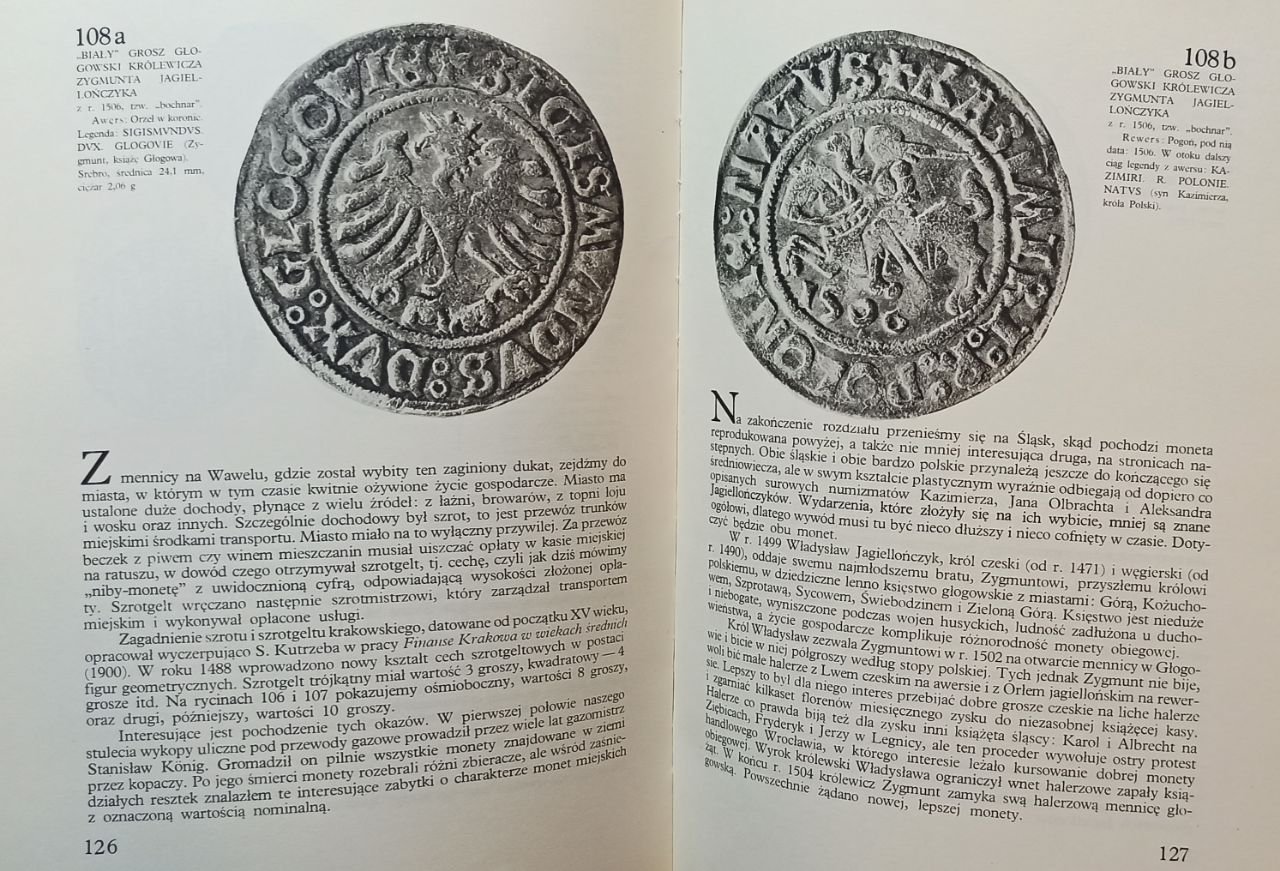 108a
„BIAŁY” GROSZ GŁO-
GOWSKI KRÓLEWICZA
ZYGMUNTA JAGIEL-
LOŃCZYKA
z r. 1506, tzw. „bochnar”.
Awers: Orzeł w koronie.
Legenda: SIGISMVNDVS.
DVX. GLOGOVIE (Zy-
gmunt, książę Głogowa).
Srebro, średnica 24,1 mm,
ciężar 2,06 g
Z mennicy na Wawelu, gdzie został wybity ten zaginiony dukat, zejdźmy do
miasta, w którym w tym czasie kwitnie ożywione życie gospodarcze. Miasto ma
ustalone duże dochody, płynące z wielu źródeł: z łaźni, browarów, z topni łoju
i wosku oraz innych. Szczególnie dochodowy był szrot, to jest przewóz trunków
miejskimi środkami transportu. Miasto miało na to wyłączny przywilej. Za przewóz
beczek z piwem czy winem mieszczanin musiał uiszczać opłaty w kasie miejskiej
na ratuszu, w dowód czego otrzymywał szrotgelt, tj. cechę, czyli jak dziś mówimy
„niby-monetę” z uwidocznioną cyfrą, odpowiadającą wysokości złożonej opła-
ty. Szrotgelt wręczano następnie szrotmistrzowi, który zarządzał transportem
miejskim i wykonywał opłacone usługi.
Zagadnienie szrotu i szrotgeltu krakowskiego, datowane od początku XV wieku,
opracował wyczerpująco S. Kutrzeba w pracy Finanse Krakowa w wiekach średnich
(1900). W roku 1488 wprowadzono nowy kształt cech szrotgeltowych w postaci
figur geometrycznych. Szrotgelt trójkątny miał wartość 3 groszy, kwadratowy — 4
grosze itd. Na rycinach 106 i 107 pokazujemy ośmioboczny, wartości 8 groszy,
oraz drugi, późniejszy, wartości 10 groszy.
Interesujące jest pochodzenie tych okazów. W pierwszej połowie naszego
stulecia wykopy uliczne pod przewody gazowe prowadził przez wiele lat gazomistrz
Stanisław König. Gromadził on pilnie wszystkie monety znajdowane w ziemi
przez kopaczy. Po jego śmierci monety rozebrali różni zbieracze, ale wśród zaśnie-
działych resztek znalazłem te interesujące zabytki o charakterze monet miejskich
z oznaczoną wartością nominalną.
126
108b
„BIAŁY” GROSZ GŁO-
GOWSKI KRÓLEWICZA
ZYGMUNTA JAGIEL-
LOŃCZYKA
z r. 1506, tzw. „bochnar”.
Rewers: Pogoń, pod nią
data: 1506. W otoku dalszy
ciąg legendy z awersu: KA-
ZIMIRI. R. POLONIE.
NATVS (syn Kazimierza,
króla Polski).
Na zakończenie rozdziału przenieśmy się na Śląsk, skąd pochodzi moneta
reprodukowana powyżej, a także nie mniej interesująca druga, na stronicach na-
stępnych. Obie śląskie i obie bardzo polskie przynależą jeszcze do kończącego się
średniowiecza, ale w swym kształcie plastycznym wyraźnie odbiegają od dopiero co
opisanych surowych numizmatów Kazimierza, Jana Olbrachta i Aleksandra
Jagiellończyków. Wydarzenia, które złożyły się na ich wybicie, mniej są znane
ogółowi, dlatego wywód musi tu być nieco dłuższy i nieco cofnięty w czasie. Doty-
czyć będzie obu monet.
W r. 1499 Władysław Jagiellończyk, król czeski (od r. 1471) i węgierski (od
r. 1490), oddaje swemu najmłodszemu bratu, Zygmuntowi, przyszłemu królowi
polskiemu, w dziedziczne lenno księstwo głogowskie z miastami: Górą, Kożucho-
wem, Szprotawą, Sycowem, Świebodzinem i Zieloną Górą. Księstwo jest nieduże
i niebogate, wyniszczone podczas wojen husyckich, ludność zadłużona u ducho-
wieństwa, a życie gospodarcze komplikuje różnorodność monety obiegowej.
Król Władysław zezwala Zygmuntowi w r. 1502 na otwarcie mennicy w Głogo-
wie i bicie w niej półgroszy według stopy polskiej. Tych jednak Zygmunt nie bije,
woli bić małe halerze z Lwem czeskim na awersie i z Orłem jagiellońskim na rewer-
sie. Lepszy to był dla niego interes przebijać dobre grosze czeskie na liche halerze
i zgarniać kilkaset florenów miesięcznego zysku do niezasobnej książęcej kasy.
Halerze co prawda biją też dla zysku inni książęta śląscy: Karol i Albrecht na
Ziębicach, Fryderyk i Jerzy w Legnicy, ale ten proceder wywołuje ostry protest
handlowego Wrocławia, w którego interesie leżało kursowanie dobrej monety
obiegowej. Wyrok królewski Władysława ograniczył wnet halerzowe zapały ksią-
żąt. W końcu r. 1504 królewicz Zygmunt zamyka swą halerzową mennicę gło-
gowską. Powszechnie żądano nowej, lepszej monety.
127